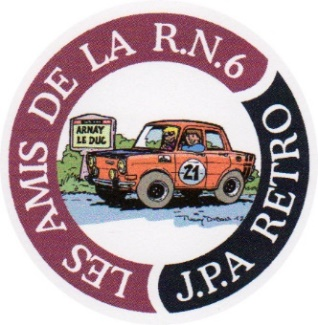 LES AMIS DE LA R.N.6
ARNAY
LE DUC
21
J.P.A RETRO